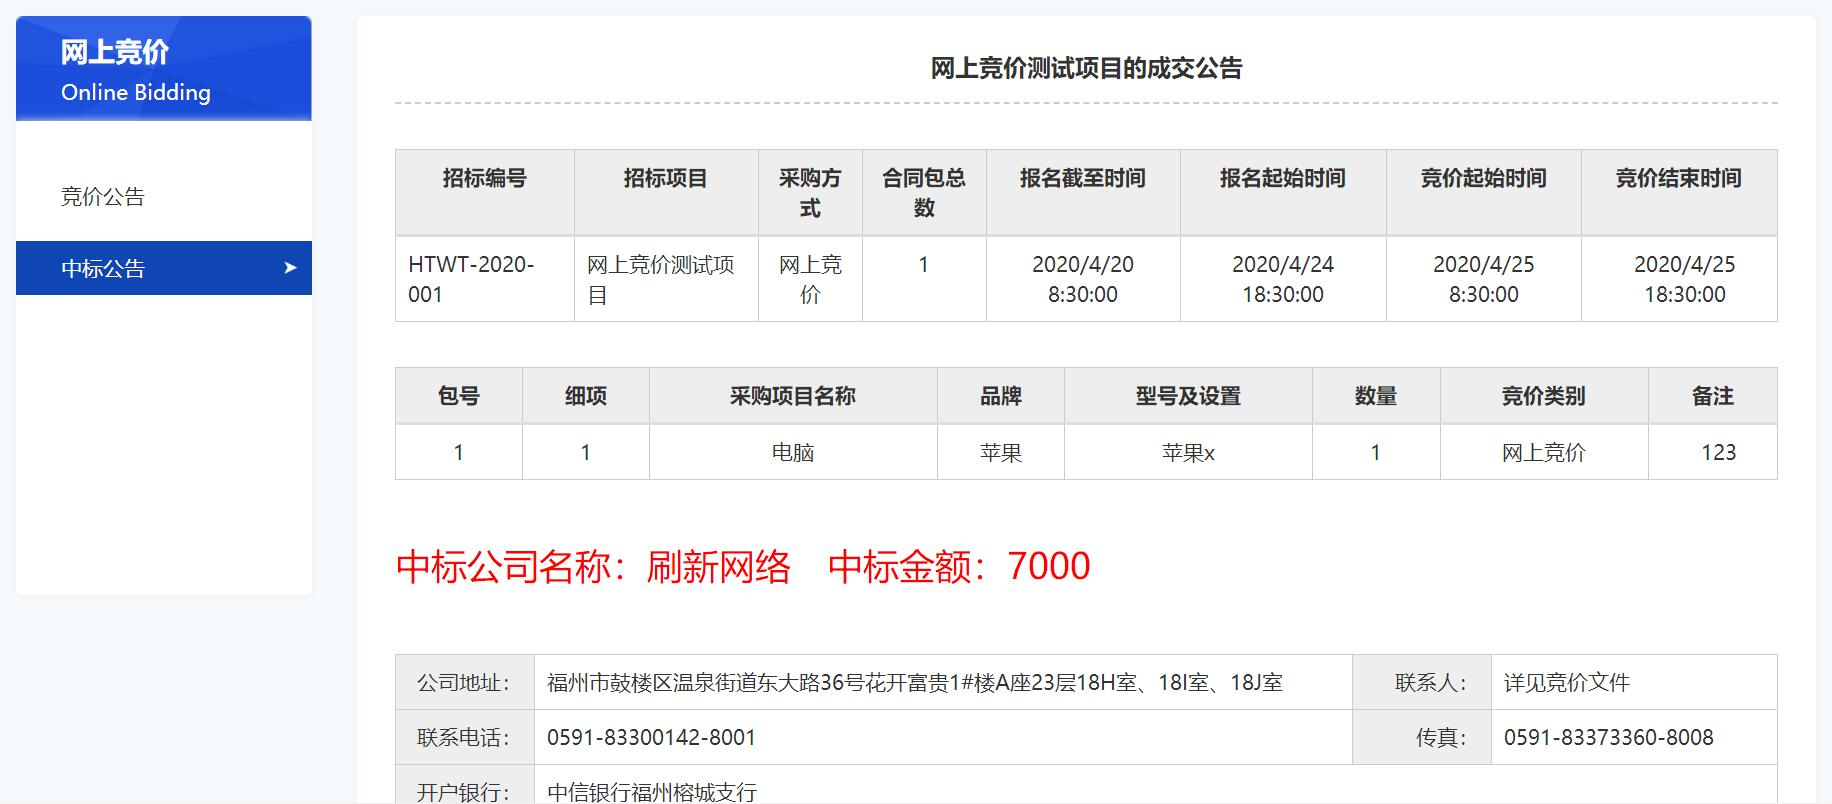 网上竞价
Online Bidding
竞价公告
中标公告
网上竞价测试项目的成交公告
招标编号 招标项目 采购方式 合同包总数 报名截至时间 报名起始时间 竞价起始时间 竞价结束时间
HTWT-2020-001 网上竞价测试项目 网上竞价 1 2020/4/20 8:30:00 2020/4/24 18:30:00 2020/4/25 8:30:00 2020/4/25 18:30:00
包号 细项 采购项目名称 品牌 型号及设置 数量 竞价类别 备注
1 1 电脑 苹果 苹果x 1 网上竞价 123
中标公司名称：刷新网络 中标金额：7000
公司地址： 福州市鼓楼区温泉街道东大路36号花开富贵1#楼A座23层18H室、18I室、18J室 联系人： 详见竞价文件
联系电话： 0591-83300142-8001 传真： 0591-83373360-8008
开户银行： 中信银行福州榕城支行